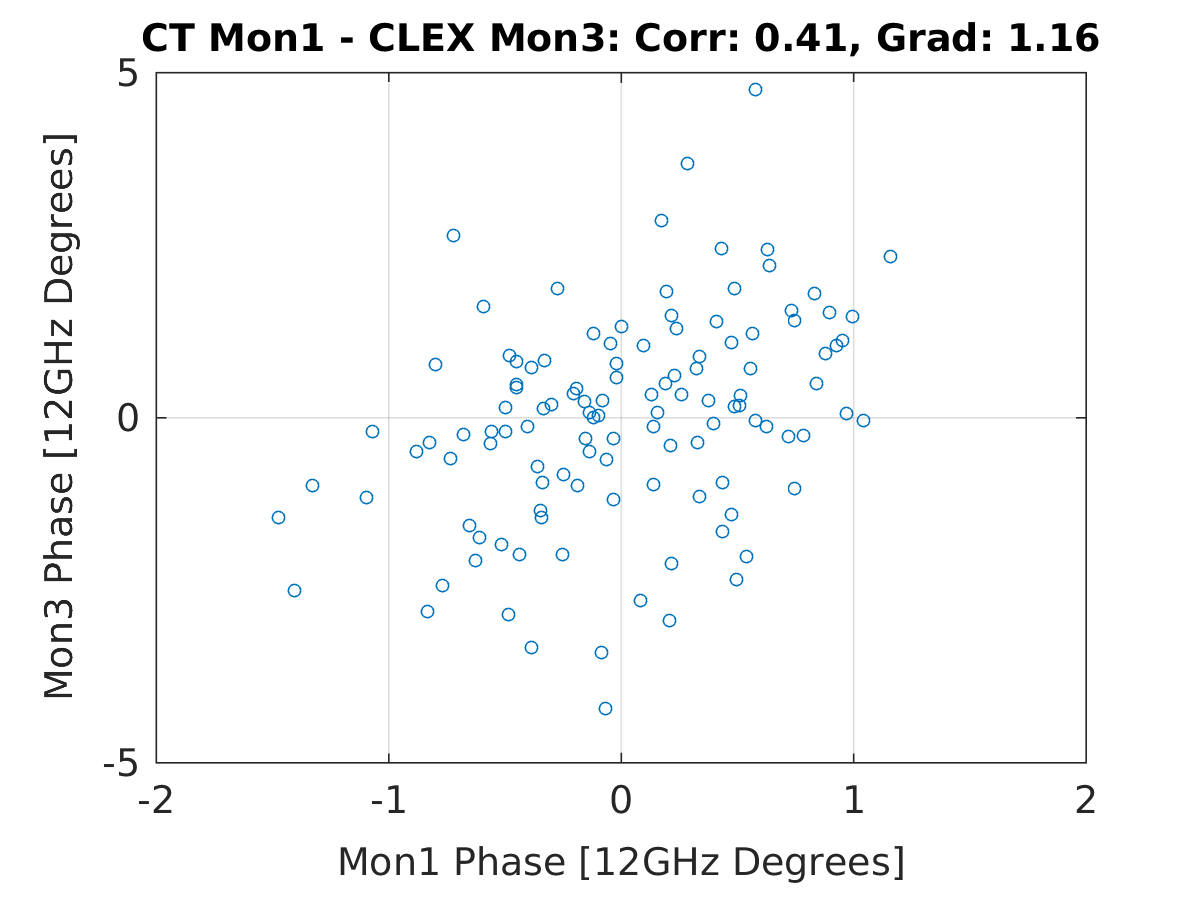 CT Mon1 - CLEX Mon3: Corr: 0.41, Grad: 1.16
5
0
-5
Mon3 Phase [12GHz Degrees]
-2 -1 0 1 2
Mon1 Phase [12GHz Degrees]